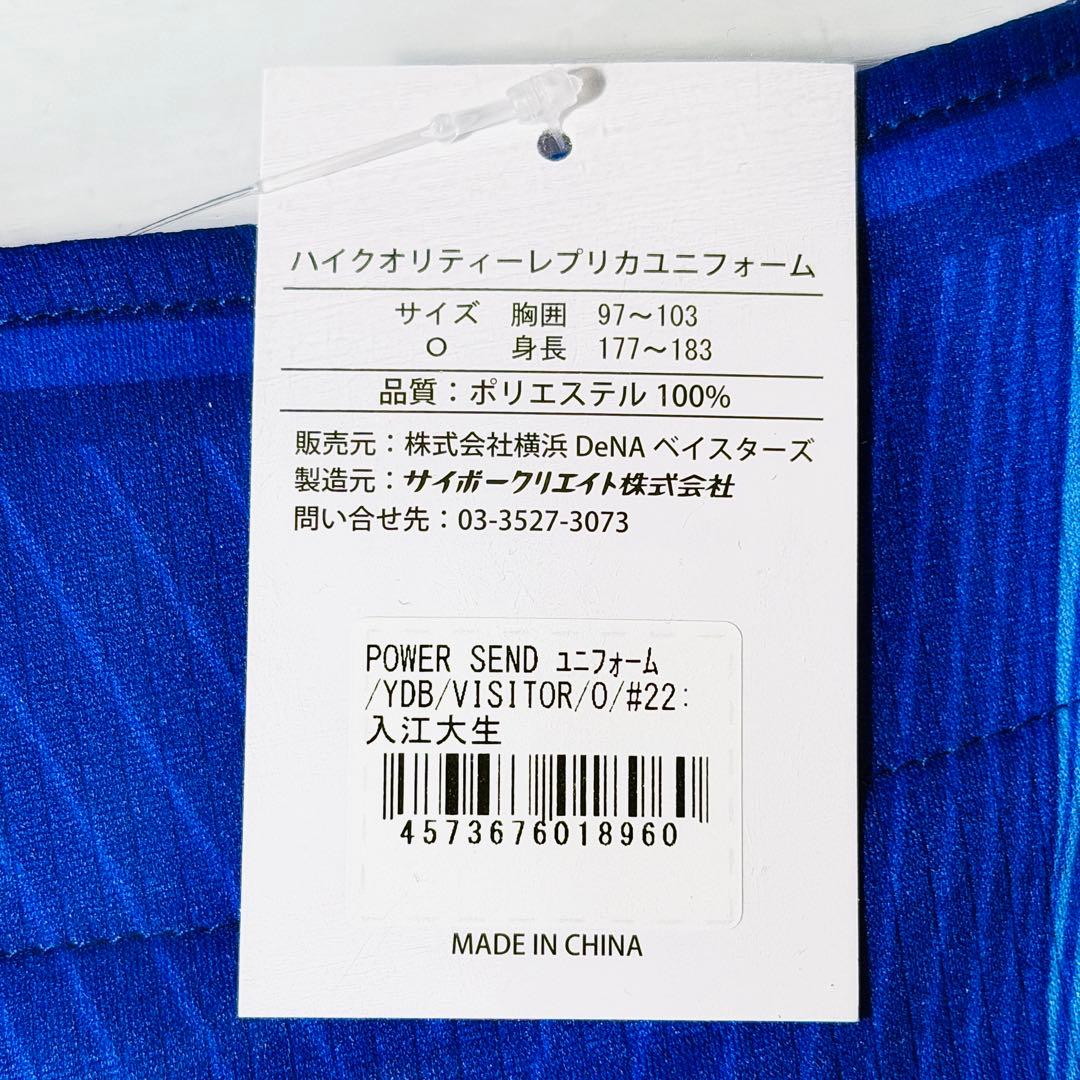 ハイクオリティーレプリカユニフォーム
サイズ 胸囲 97～103
O 身長 177～183
品質：ポリエステル 100%
販売元：株式会社横浜 DeNA ベイスターズ
製造元：サイボークリエイト株式会社
問い合せ先：03-3527-3073
POWER SEND ﾕﾆﾌｫｰﾑ
/YDB/VISITOR/O/#22:
入江大生
4573676018960
MADE IN CHINA